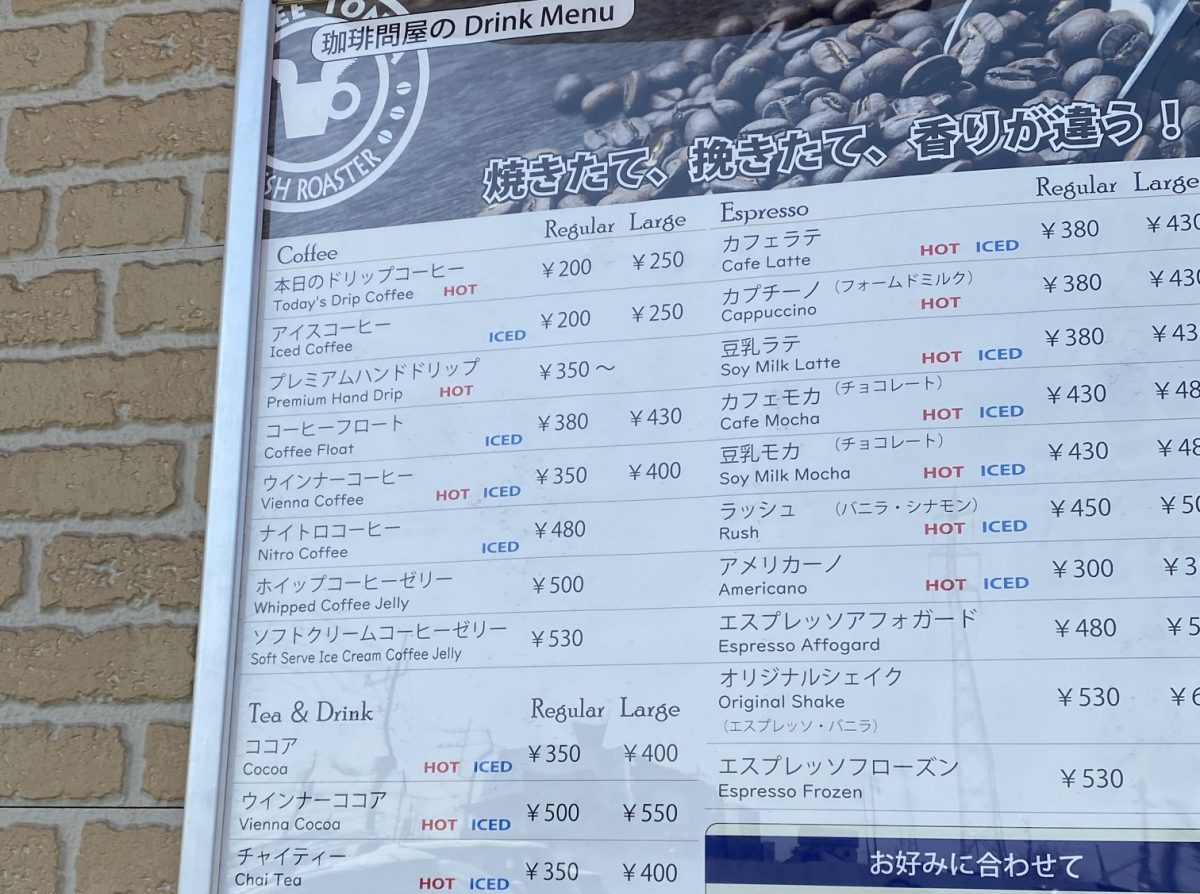 珈琲問屋の Drink Menu
SH ROASTER
焼きたて、挽きたて、香りが違う！
Coffee Regular Large
本日のドリップコーヒー
Today's Drip Coffee HOT ¥200 ¥250
アイスコーヒー
Iced Coffee ICED ¥200 ¥250
プレミアムハンドドリップ
Premium Hand Drip HOT ¥350～
コーヒーフロート
Coffee Float ICED ¥380 ¥430
ウインナーコーヒー
Vienna Coffee HOT ICED ¥350 ¥400
ナイトロコーヒー
Nitro Coffee ICED ¥480
ホイップコーヒーゼリー
Whipped Coffee Jelly ¥500
ソフトクリームコーヒーゼリー
Soft Serve Ice Cream Coffee Jelly ¥530
Tea & Drink Regular Large
ココア
Cocoa HOT ICED ¥350 ¥400
ウインナーココア
Vienna Cocoa HOT ICED ¥500 ¥550
チャイティー
Chai Tea HOT ICED ¥350 ¥400
Espresso Regular Large
カフェラテ
Cafe Latte HOT ICED ¥380 ¥430
カプチーノ（フォームドミルク）
Cappuccino HOT ¥380 ¥430
豆乳ラテ
Soy Milk Latte HOT ICED ¥380 ¥43
カフェモカ（チョコレート）
Cafe Mocha HOT ICED ¥430 ¥48
豆乳モカ（チョコレート）
Soy Milk Mocha HOT ICED ¥430 ¥48
ラッシュ（バニラ・シナモン）
Rush HOT ICED ¥450 ¥50
アメリカーノ
Americano HOT ICED ¥300 ¥3
エスプレッソアフォガード
Espresso Affogard ¥480 ¥5
オリジナルシェイク
Original Shake ¥530 ¥6
（エスプレッソ・バニラ）
エスプレッソフローズン
Espresso Frozen ¥530
お好みに合わせて